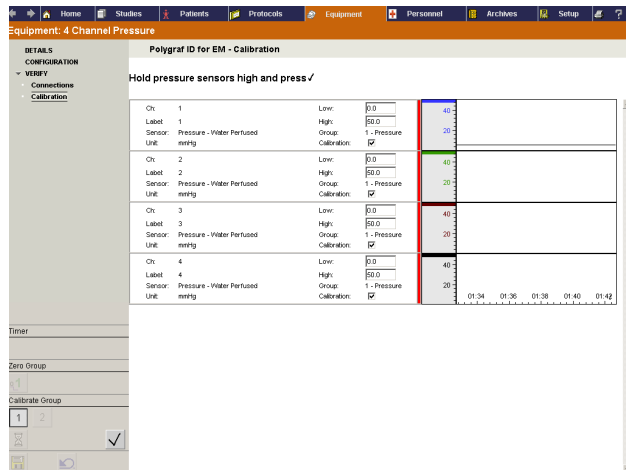 Home Studies Patients Protocols Equipment Personnel Archives Setup ?
Equipment: 4 Channel Pressure
DETAILS
CONFIGURATION
VERIFY
Connections
Calibration
Polygraf ID for EM - Calibration
Hold pressure sensors high and press✓
Ch: 1 Low: 0.0
Label: 1 High: 50.0
Sensor: Pressure - Water Perfused Group: 1 - Pressure
Unit: mmHg Calibration:
40
20
Ch: 2 Low: 0.0
Label: 2 High: 50.0
Sensor: Pressure - Water Perfused Group: 1 - Pressure
Unit: mmHg Calibration:
40
20
Ch: 3 Low: 0.0
Label: 3 High: 50.0
Sensor: Pressure - Water Perfused Group: 1 - Pressure
Unit: mmHg Calibration:
40
20
Ch: 4 Low: 0.0
Label: 4 High: 50.0
Sensor: Pressure - Water Perfused Group: 1 - Pressure
Unit: mmHg Calibration:
40
20
01:34 01:36 01:38 01:40 01:42
Timer
Zero Group
1
Calibrate Group
1 2